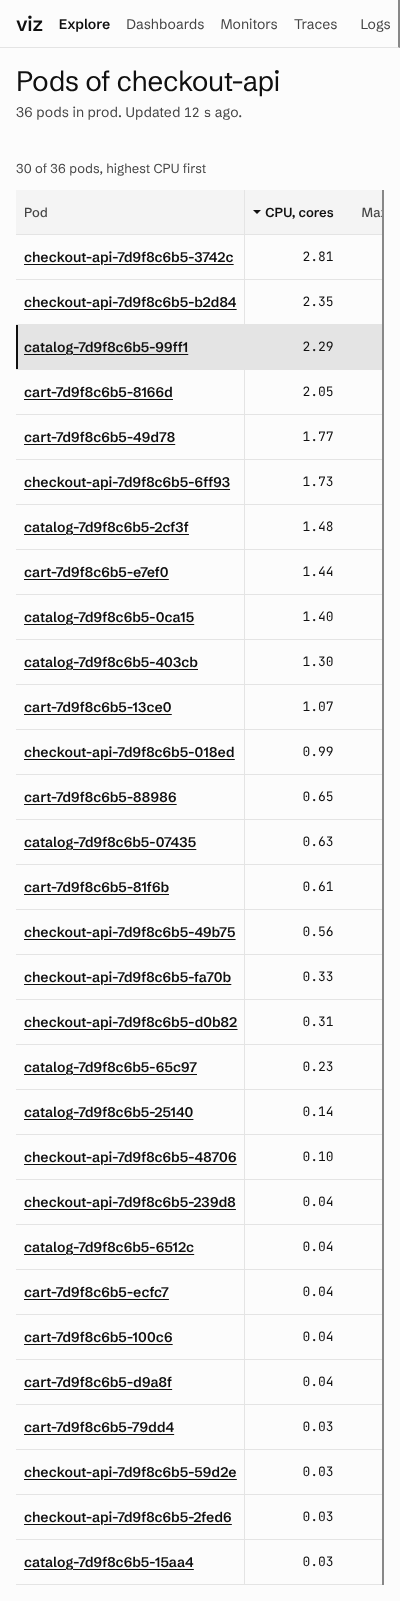 viz Explore Dashboards Monitors Traces Logs
Pods of checkout-api
36 pods in prod. Updated 12 s ago.
30 of 36 pods, highest CPU first
Pod CPU, cores
checkout-api-7d9f8c6b5-3742c 2.81
checkout-api-7d9f8c6b5-b2d84 2.35
catalog-7d9f8c6b5-99ff1 2.29
cart-7d9f8c6b5-8166d 2.05
cart-7d9f8c6b5-49d78 1.77
checkout-api-7d9f8c6b5-6ff93 1.73
catalog-7d9f8c6b5-2cf3f 1.48
cart-7d9f8c6b5-e7ef0 1.44
catalog-7d9f8c6b5-0ca15 1.40
catalog-7d9f8c6b5-403cb 1.30
cart-7d9f8c6b5-13ce0 1.07
checkout-api-7d9f8c6b5-018ed 0.99
cart-7d9f8c6b5-88986 0.65
catalog-7d9f8c6b5-07435 0.63
cart-7d9f8c6b5-81f6b 0.61
checkout-api-7d9f8c6b5-49b75 0.56
checkout-api-7d9f8c6b5-fa70b 0.33
checkout-api-7d9f8c6b5-d0b82 0.31
catalog-7d9f8c6b5-65c97 0.23
catalog-7d9f8c6b5-25140 0.14
checkout-api-7d9f8c6b5-48706 0.10
checkout-api-7d9f8c6b5-239d8 0.04
catalog-7d9f8c6b5-6512c 0.04
cart-7d9f8c6b5-ecfc7 0.04
cart-7d9f8c6b5-100c6 0.04
cart-7d9f8c6b5-d9a8f 0.04
cart-7d9f8c6b5-79dd4 0.03
checkout-api-7d9f8c6b5-59d2e 0.03
checkout-api-7d9f8c6b5-2fed6 0.03
catalog-7d9f8c6b5-15aa4 0.03